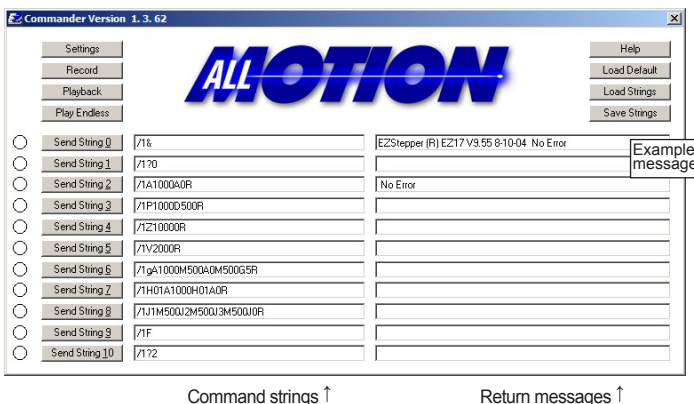 EZ Commander Version 1. 3. 62
Settings
Record
Playback
Play Endless
ALL MOTION
Help
Load Default
Load Strings
Save Strings
Send String 0 /1& EZStepper (R) EZ17 V9.55 8-10-04 No Error
Example
message
Send String 1 /1?0
Send String 2 /1A1000A0R No Error
Send String 3 /1P1000D500R
Send String 4 /1Z10000R
Send String 5 /1V2000R
Send String 6 /1gA1000M500A0M500G5R
Send String 7 /1H01A1000H01A0R
Send String 8 /1J1M500J2M500J3M500J0R
Send String 9 /1F
Send String 10 /1?2
Command strings ↑ Return messages ↑